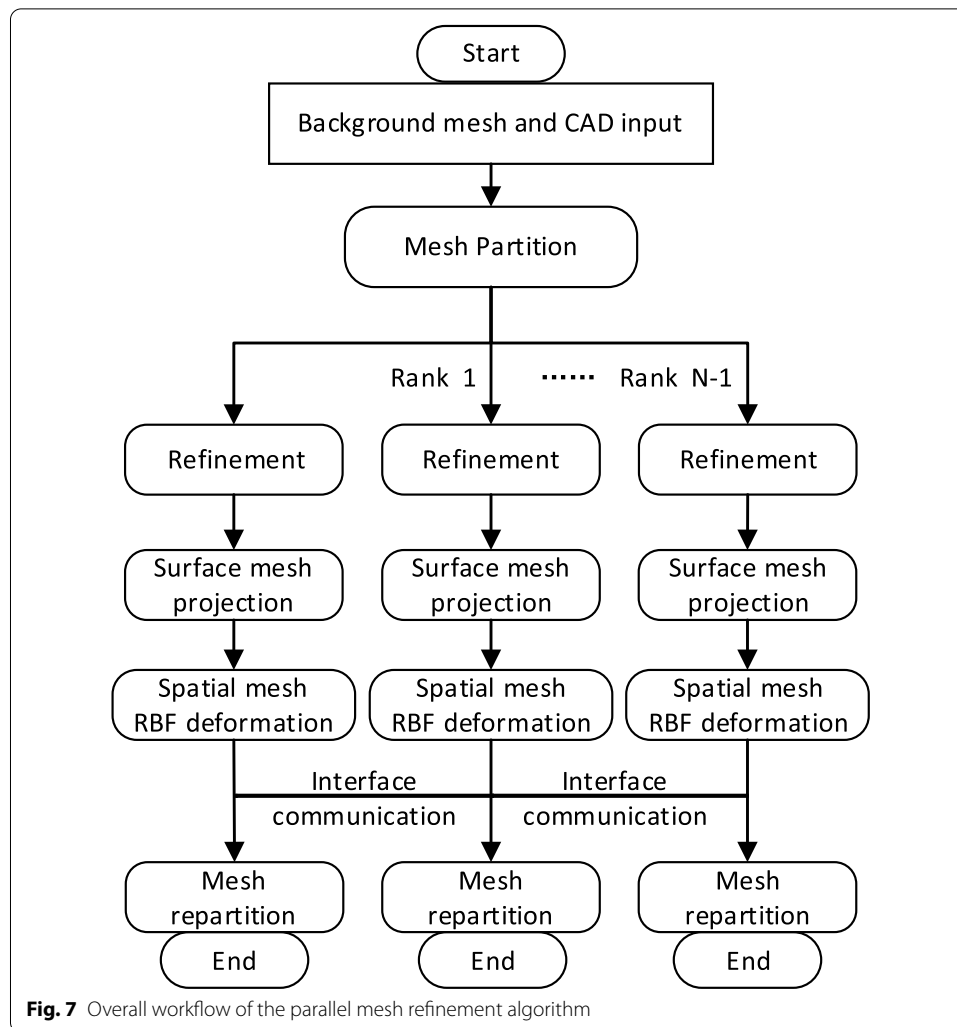 Start
Background mesh and CAD input
Mesh Partition
Rank 1 ...... Rank N-1
Refinement Refinement Refinement
Surface mesh Surface mesh Surface mesh
projection projection projection
Spatial mesh Spatial mesh Spatial mesh
RBF deformation RBF deformation RBF deformation
Interface Interface
communication communication
Mesh Mesh Mesh
repartition repartition repartition
End End End
Fig. 7 Overall workflow of the parallel mesh refinement algorithm